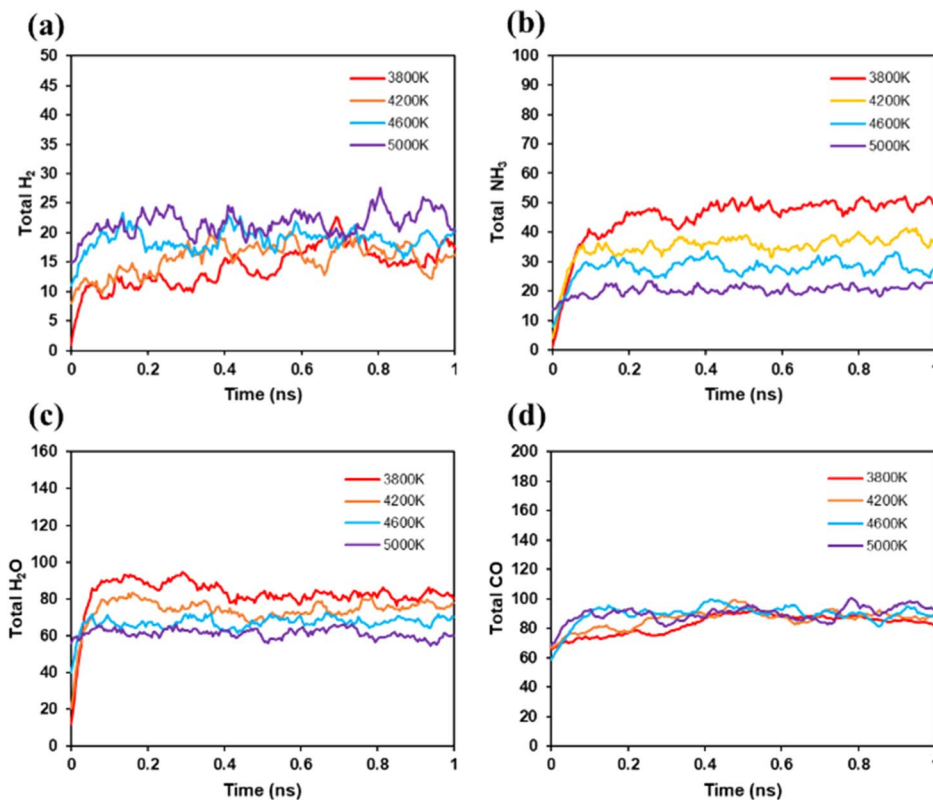 (a)
50
45
40
35
30
25
20
15
10
5
0
Total H₂
3800K
4200K
4600K
5000K
0 0.2 0.4 0.6 0.8 1
Time (ns)
(b)
100
90
80
70
60
50
40
30
20
10
0
Total NH₃
3800K
4200K
4600K
5000K
0 0.2 0.4 0.6 0.8 1
Time (ns)
(c)
160
140
120
100
80
60
40
20
0
Total H₂O
3800K
4200K
4600K
5000K
0 0.2 0.4 0.6 0.8 1
Time (ns)
(d)
200
180
160
140
120
100
80
60
40
20
0
Total CO
3800K
4200K
4600K
5000K
0 0.2 0.4 0.6 0.8 1
Time (ns)